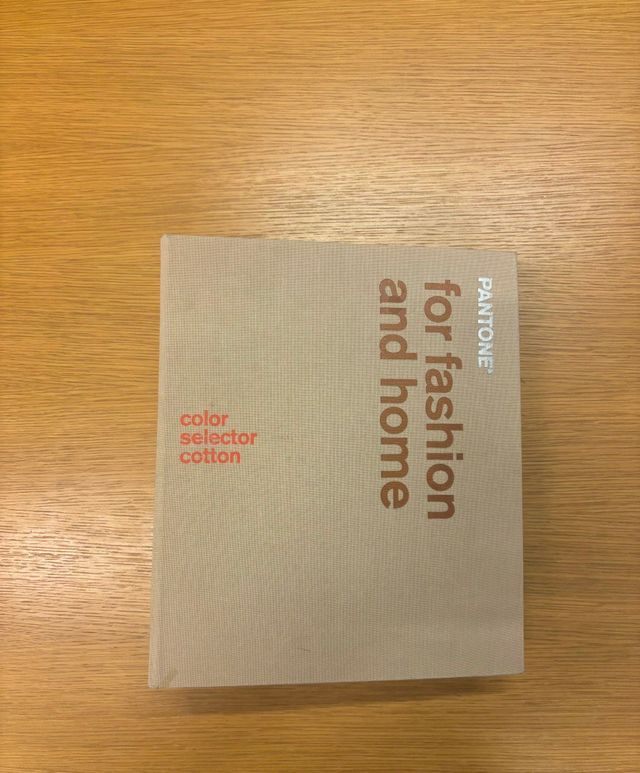 PANTONE®
for fashion
and home
color
selector
cotton